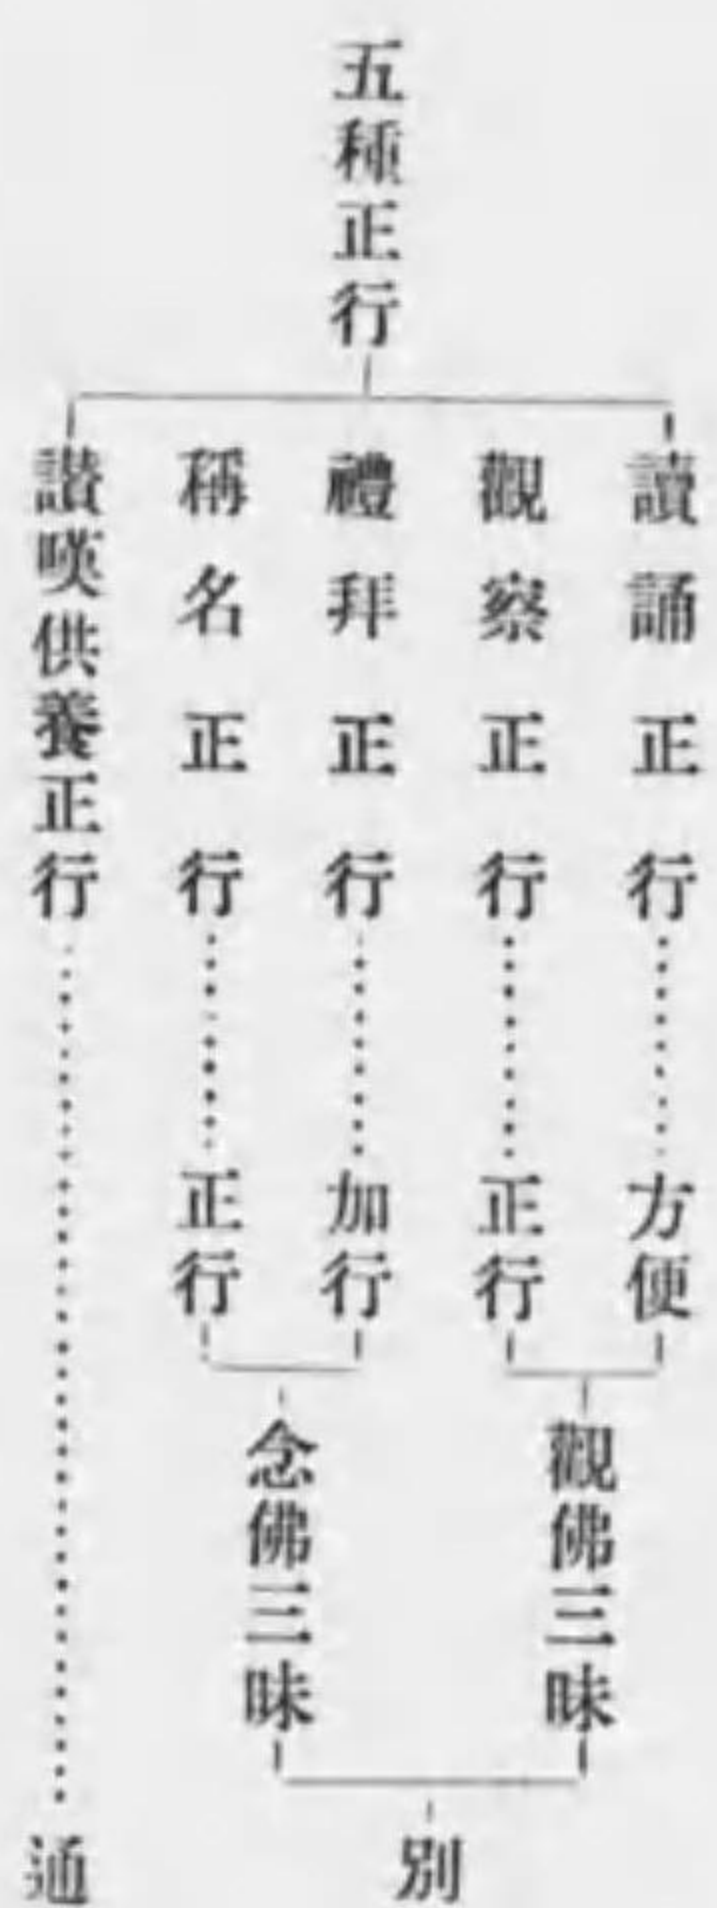 五種正行
讀誦正行………方便
觀察正行………正行
觀佛三昧
禮拜正行………加行
稱名正行………正行
念佛三昧
別
讃嘆供養正行………通